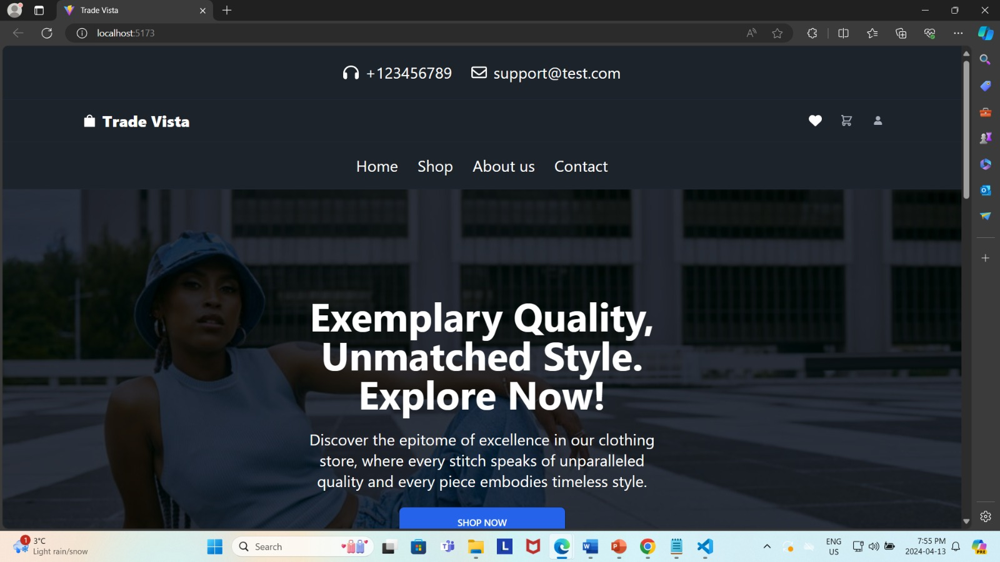 Trade Vista
localhost:5173
+123456789 support@test.com
Trade Vista
Home Shop About us Contact
Exemplary Quality,
Unmatched Style.
Explore Now!
Discover the epitome of excellence in our clothing
store, where every stitch speaks of unparalleled
quality and every piece embodies timeless style.
SHOP NOW
1
3°C
Light rain/snow
Search
ENG
US
7:55 PM
2024-04-13
PRE